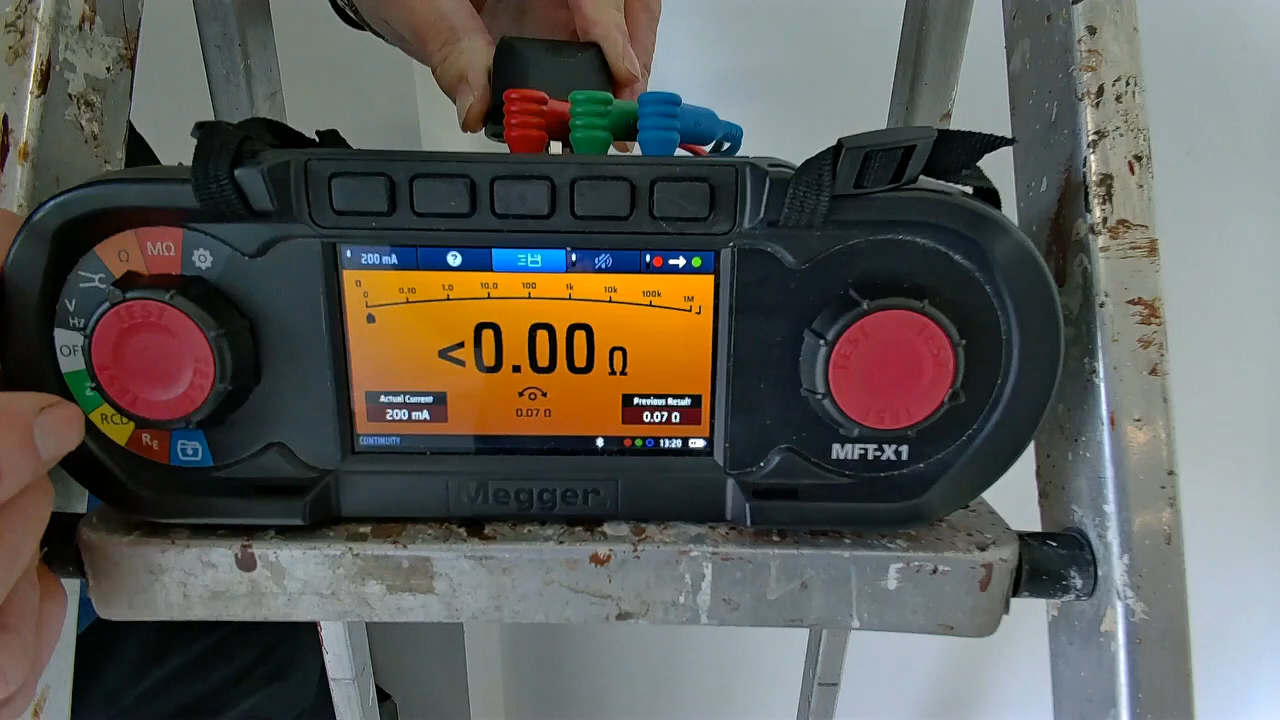 200 mA
?
0
0
0.10
1.0
10.0
100
1k
10k
100k
1M
<0.00 Ω
0.07 Ω
Actual Current
200 mA
Previous Result
0.07 Ω
CONTINUITY
13:20
MΩ
Ω
V
Hz
OFF
RCD
RE
TEST
TEST
TEST
MFT-X1
Megger